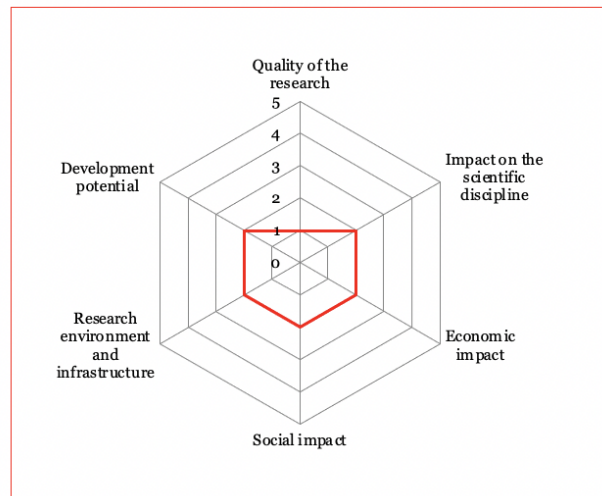 Quality of the
research
5
4
3
2
1
0
Impact on the
scientific
discipline
Economic
impact
Social impact
Research
environment
and
infrastructure
Development
potential